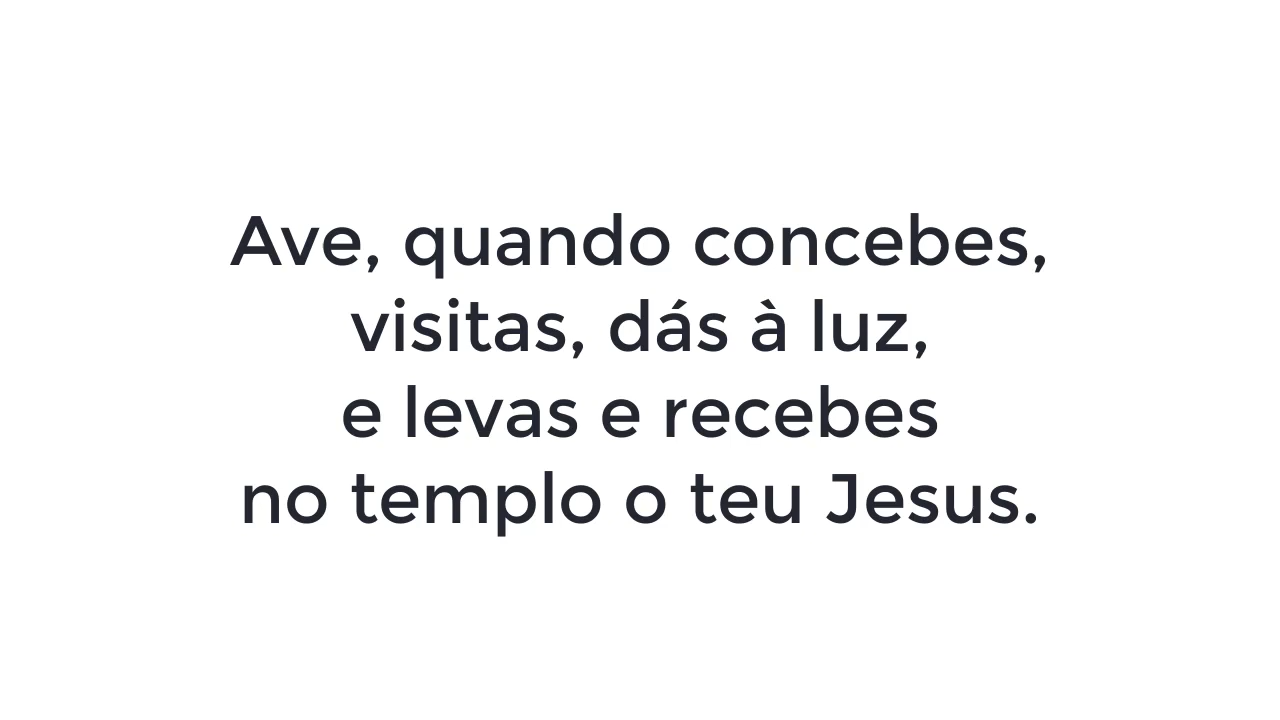 Ave, quando concebes,
visitas, dás à luz,
e levas e recebes
no templo o teu Jesus.